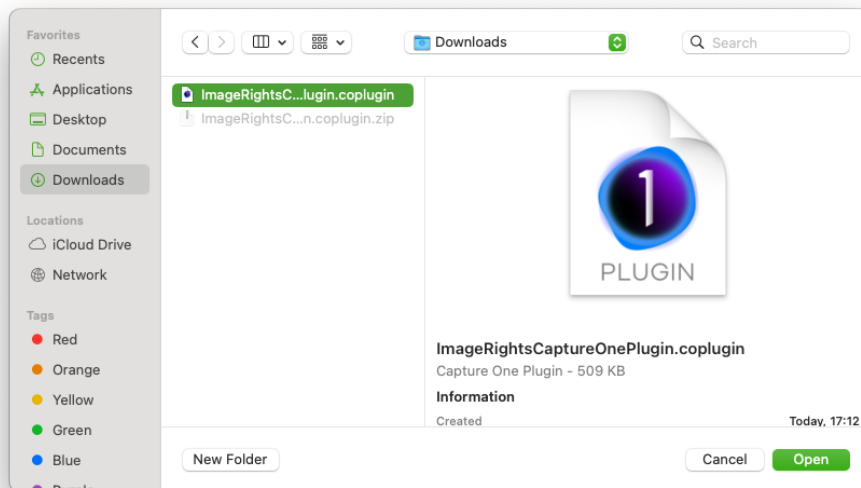 Favorites
Recents
Applications
Desktop
Documents
Downloads
Locations
iCloud Drive
Network
Tags
Red
Orange
Yellow
Green
Blue
Downloads
Search
ImageRightsC...lugin.coplugin
ImageRightsC...n.coplugin.zip
1
PLUGIN
ImageRightsCaptureOnePlugin.coplugin
Capture One Plugin - 509 KB
Information
Created Today, 17:12
New Folder
Cancel
Open